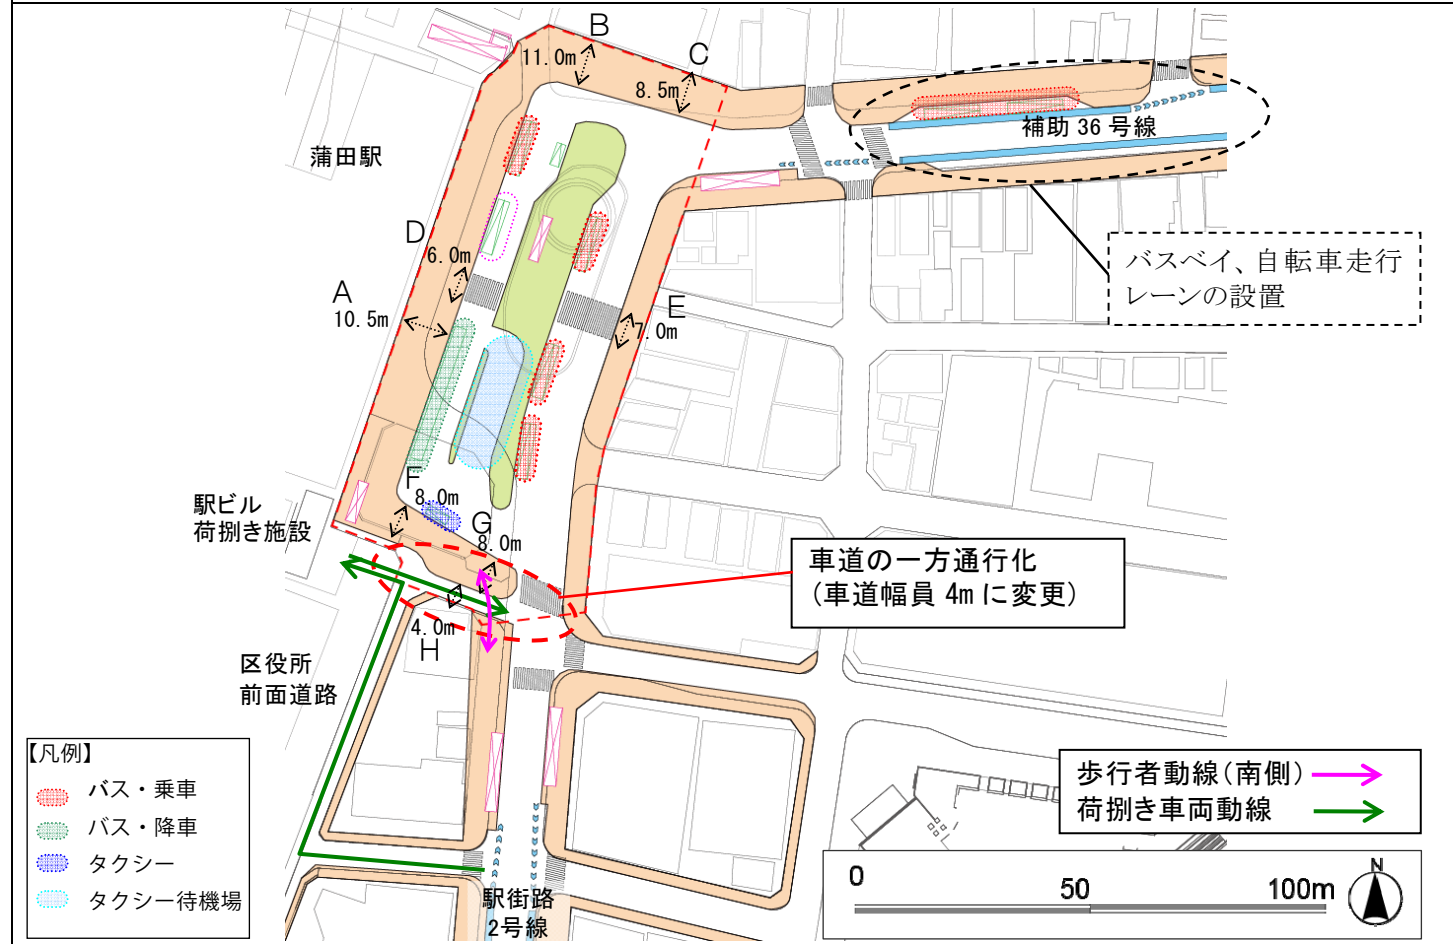 B
11.0m
C
8.5m
補助 36 号線
蒲田駅
D
6.0m
バスベイ、自転車走行
レーンの設置
A
10.5m
E
7.0m
F
8.0m
駅ビル
荷捌き施設
G
8.0m
車道の一方通行化
(車道幅員 4m に変更)
4.0m
H
区役所
前面道路
【凡例】
バス・乗車
バス・降車
タクシー
タクシー待機場
歩行者動線(南側)
荷捌き車両動線
駅街路
2号線
0
50
100m
N